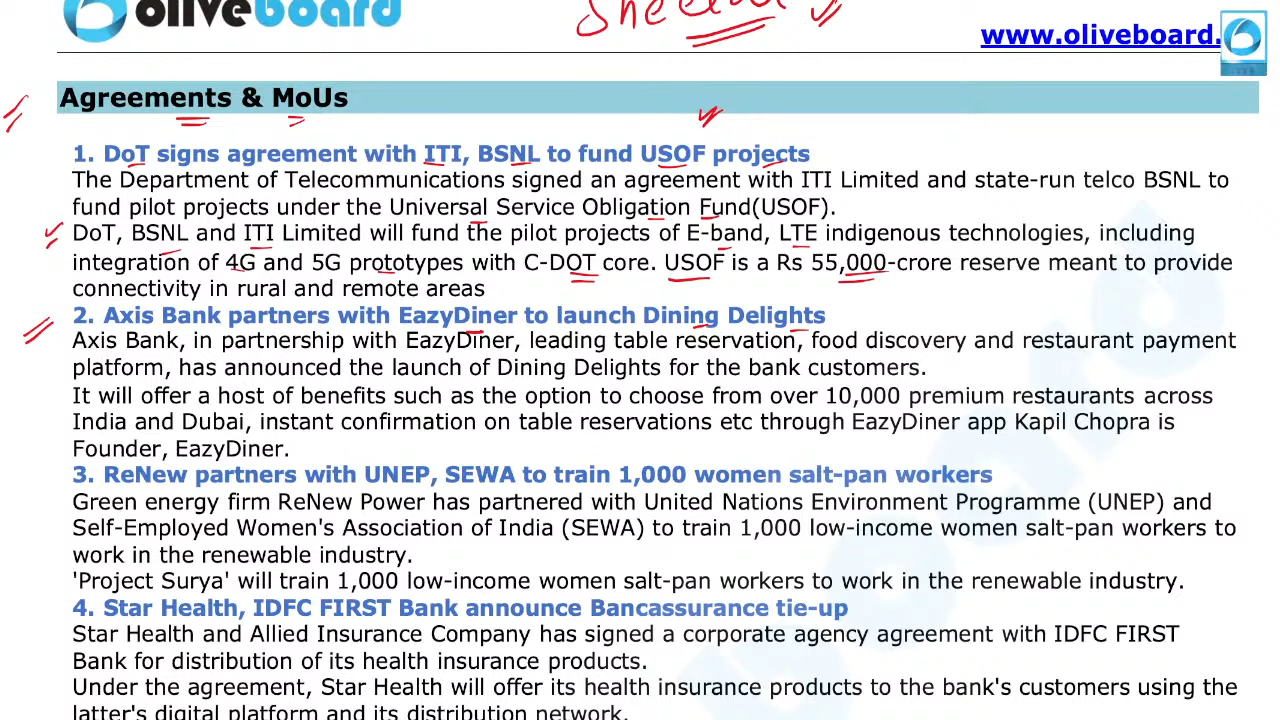 oliveboard
www.oliveboard.
Agreements & MoUs
1. DoT signs agreement with ITI, BSNL to fund USOF projects
The Department of Telecommunications signed an agreement with ITI Limited and state-run telco BSNL to
fund pilot projects under the Universal Service Obligation Fund(USOF).
DoT, BSNL and ITI Limited will fund the pilot projects of E-band, LTE indigenous technologies, including
integration of 4G and 5G prototypes with C-DOT core. USOF is a Rs 55,000-crore reserve meant to provide
connectivity in rural and remote areas
2. Axis Bank partners with EazyDiner to launch Dining Delights
Axis Bank, in partnership with EazyDiner, leading table reservation, food discovery and restaurant payment
platform, has announced the launch of Dining Delights for the bank customers.
It will offer a host of benefits such as the option to choose from over 10,000 premium restaurants across
India and Dubai, instant confirmation on table reservations etc through EazyDiner app Kapil Chopra is
Founder, EazyDiner.
3. ReNew partners with UNEP, SEWA to train 1,000 women salt-pan workers
Green energy firm ReNew Power has partnered with United Nations Environment Programme (UNEP) and
Self-Employed Women's Association of India (SEWA) to train 1,000 low-income women salt-pan workers to
work in the renewable industry.
'Project Surya' will train 1,000 low-income women salt-pan workers to work in the renewable industry.
4. Star Health, IDFC FIRST Bank announce Bancassurance tie-up
Star Health and Allied Insurance Company has signed a corporate agency agreement with IDFC FIRST
Bank for distribution of its health insurance products.
Under the agreement, Star Health will offer its health insurance products to the bank's customers using the
latter's digital platform and its distribution network.